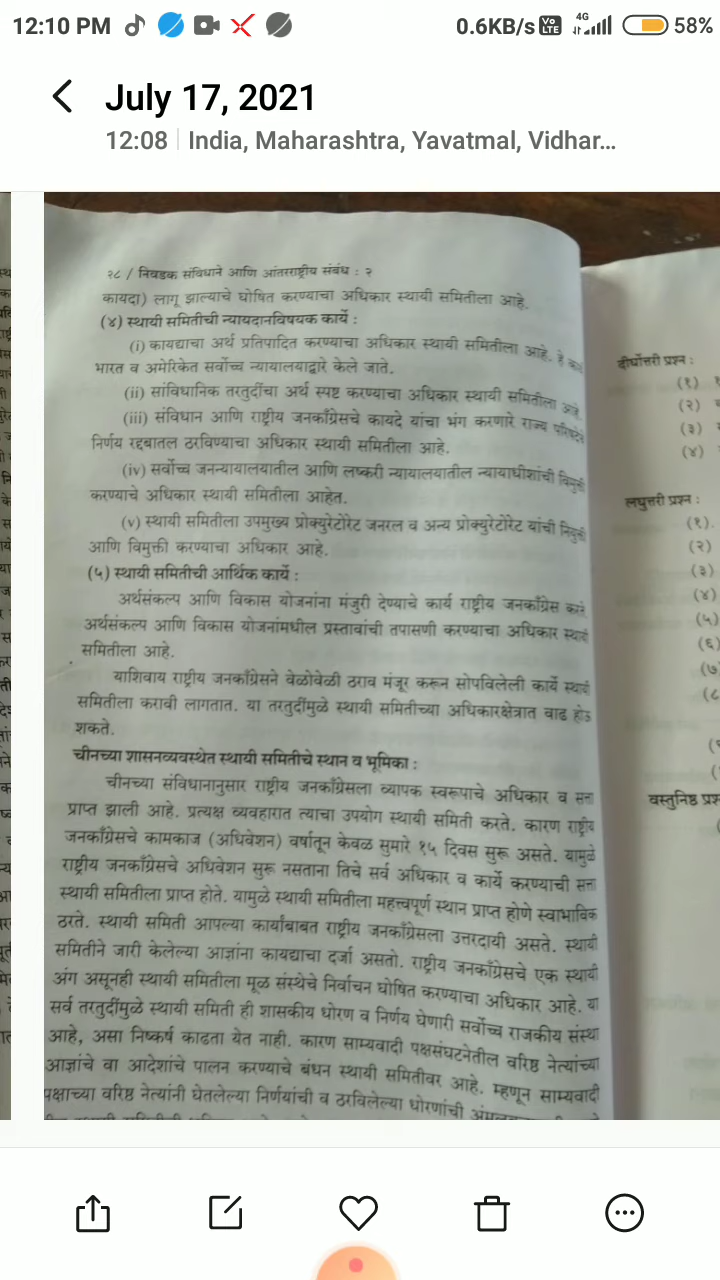 12:10 PM
0.6KB/s Vo LTE 4G 58%
July 17, 2021
12:08 India, Maharashtra, Yavatmal, Vidhar...
२८ / निवडक संविधाने आणि आंतरराष्ट्रीय संबंध : २
कायदा) लागू झाल्याचे घोषित करण्याचा अधिकार स्थायी समितीला आहे.
(४) स्थायी समितीची न्यायदानविषयक कार्ये :
(i) कायद्याचा अर्थ प्रतिपादित करण्याचा अधिकार स्थायी समितीला आहे. हे
भारत व अमेरिकेत सर्वोच्च न्यायालयाद्वारे केले जाते.
(ii) सांविधानिक तरतुदींचा अर्थ स्पष्ट करण्याचा अधिकार स्थायी समितीला आहे.
(iii) संविधान आणि राष्ट्रीय जनकाँग्रेसचे कायदे यांचा भंग करणारे राज्य परिषदेचे
निर्णय रद्दबातल ठरविण्याचा अधिकार स्थायी समितीला आहे.
(iv) सर्वोच्च जनन्यायालयातील आणि लष्करी न्यायालयातील न्यायाधीशांची विमुक्ती
करण्याचे अधिकार स्थायी समितीला आहेत.
(v) स्थायी समितीला उपमुख्य प्रोक्युरेटोरेट जनरल व अन्य प्रोक्युरेटोरेट यांची नियुक्ती
आणि विमुक्ती करण्याचा अधिकार आहे.
(५) स्थायी समितीची आर्थिक कार्ये :
अर्थसंकल्प आणि विकास योजनांना मंजुरी देण्याचे कार्य राष्ट्रीय जनकाँग्रेस करते
अर्थसंकल्प आणि विकास योजनांमधील प्रस्तावांची तपासणी करण्याचा अधिकार स्थायी
समितीला आहे.
याशिवाय राष्ट्रीय जनकाँग्रेसने वेळोवेळी ठराव मंजूर करून सोपविलेली कार्ये स्थायी
समितीला करावी लागतात. या तरतुदींमुळे स्थायी समितीच्या अधिकारक्षेत्रात वाढ होऊ
शकते.
चीनच्या शासनव्यवस्थेत स्थायी समितीचे स्थान व भूमिका :
चीनच्या संविधानानुसार राष्ट्रीय जनकाँग्रेसला व्यापक स्वरूपाचे अधिकार व सत्ता
प्राप्त झाली आहे. प्रत्यक्ष व्यवहारात त्याचा उपयोग स्थायी समिती करते. कारण राष्ट्रीय
जनकाँग्रेसचे कामकाज (अधिवेशन) वर्षातून केवळ सुमारे १५ दिवस सुरू असते. यामुळे
राष्ट्रीय जनकाँग्रेसचे अधिवेशन सुरू नसताना तिचे सर्व अधिकार व कार्ये करण्याची सत्ता
स्थायी समितीला प्राप्त होते. यामुळे स्थायी समितीला महत्त्वपूर्ण स्थान प्राप्त होणे स्वाभाविक
ठरते. स्थायी समिती आपल्या कार्याबाबत राष्ट्रीय जनकाँग्रेसला उत्तरदायी असते. स्थायी
समितीने जारी केलेल्या आज्ञांना कायद्याचा दर्जा असतो. राष्ट्रीय जनकाँग्रेसचे एक स्थायी
अंग असूनही स्थायी समितीला मूळ संस्थेचे निर्वाचन घोषित करण्याचा अधिकार आहे. या
सर्व तरतुदींमुळे स्थायी समिती ही शासकीय धोरण व निर्णय घेणारी सर्वोच्च राजकीय संस्था
आहे, असा निष्कर्ष काढता येत नाही. कारण साम्यवादी पक्षसंघटनेतील वरिष्ठ नेत्यांच्या
आज्ञांचे वा आदेशांचे पालन करण्याचे बंधन स्थायी समितीवर आहे. म्हणून साम्यवादी
पक्षाच्या वरिष्ठ नेत्यांनी घेतलेल्या निर्णयांची व ठरविलेल्या धोरणांची
दीर्घोत्तरी प्रश्न :
(१)
(२)
(३)
(४)
लघुत्तरी प्रश्न :
(१).
(२)
(३)
(४)
(५)
(६)
(७
(८
वस्तुनिष्ठ